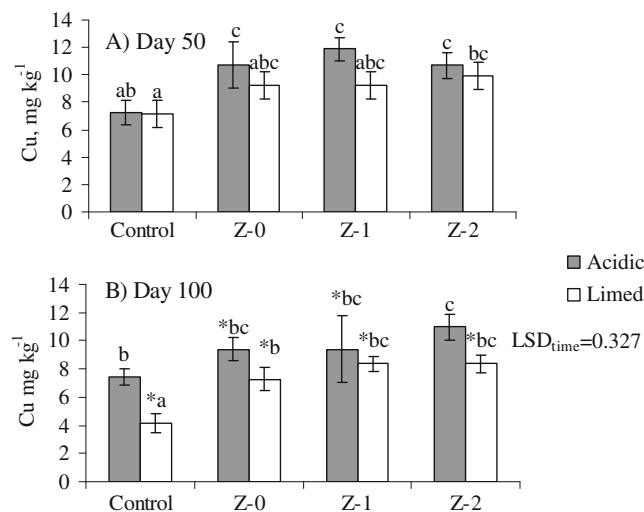 A) Day 50
Cu, mg kg-1
14
12
10
8
6
4
2
0
ab
a
c
abc
c
abc
c
bc
Control
Z-0
Z-1
Z-2
Acidic
Limed
LSDtime=0.327
B) Day 100
Cu mg kg-1
14
12
10
8
6
4
2
0
b
*a
*bc
*b
*bc
*bc
c
*bc
Control
Z-0
Z-1
Z-2